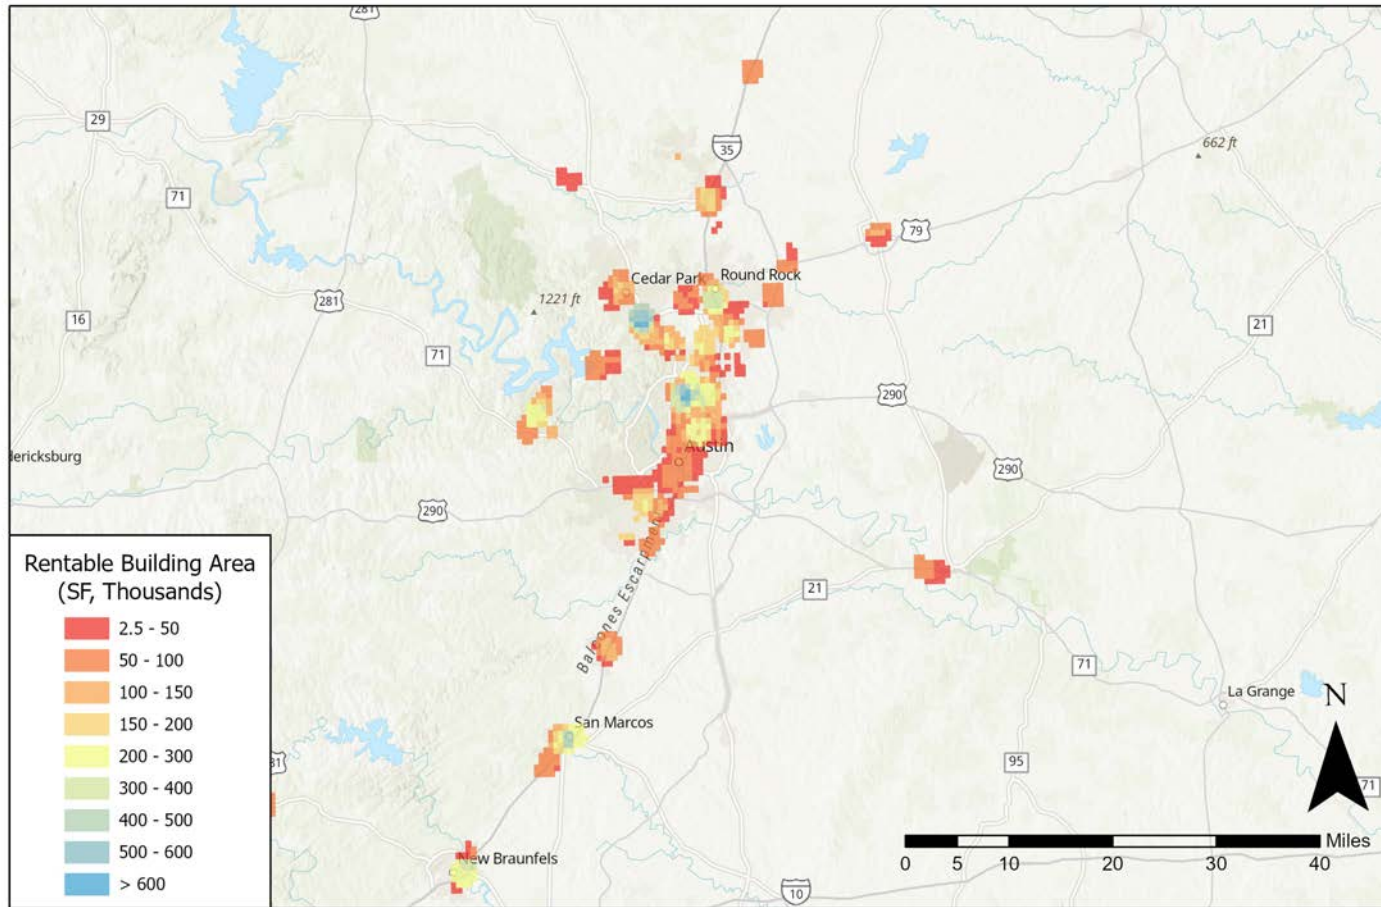 281
29
35
662 ft
71
79
Cedar Park
Round Rock
1221 ft
281
16
21
71
290
Austin
dericksburg
290
290
Balcones Escarpment
Rentable Building Area
(SF, Thousands)
2.5 - 50
50 - 100
100 - 150
150 - 200
200 - 300
300 - 400
400 - 500
500 - 600
> 600
21
71
La Grange
N
San Marcos
95
71
New Braunfels
10
Miles
0 5 10 20 30 40